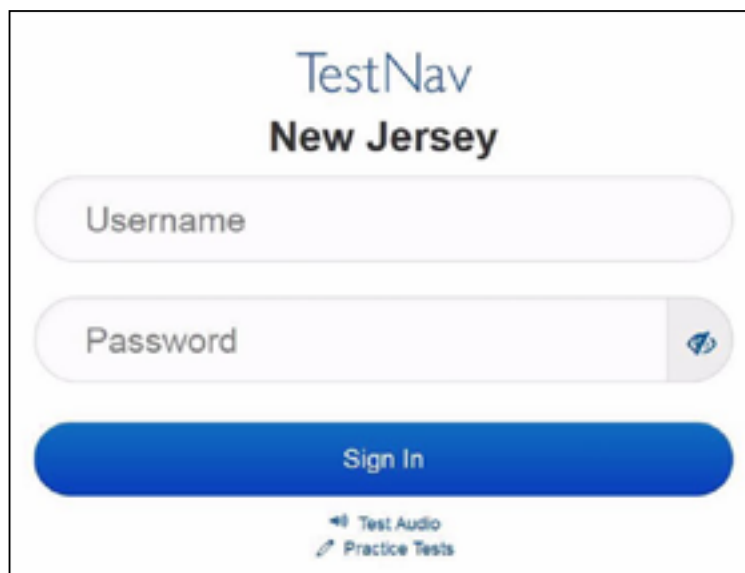 TestNav
New Jersey
Username
Password
Sign In
Test Audio
Practice Tests